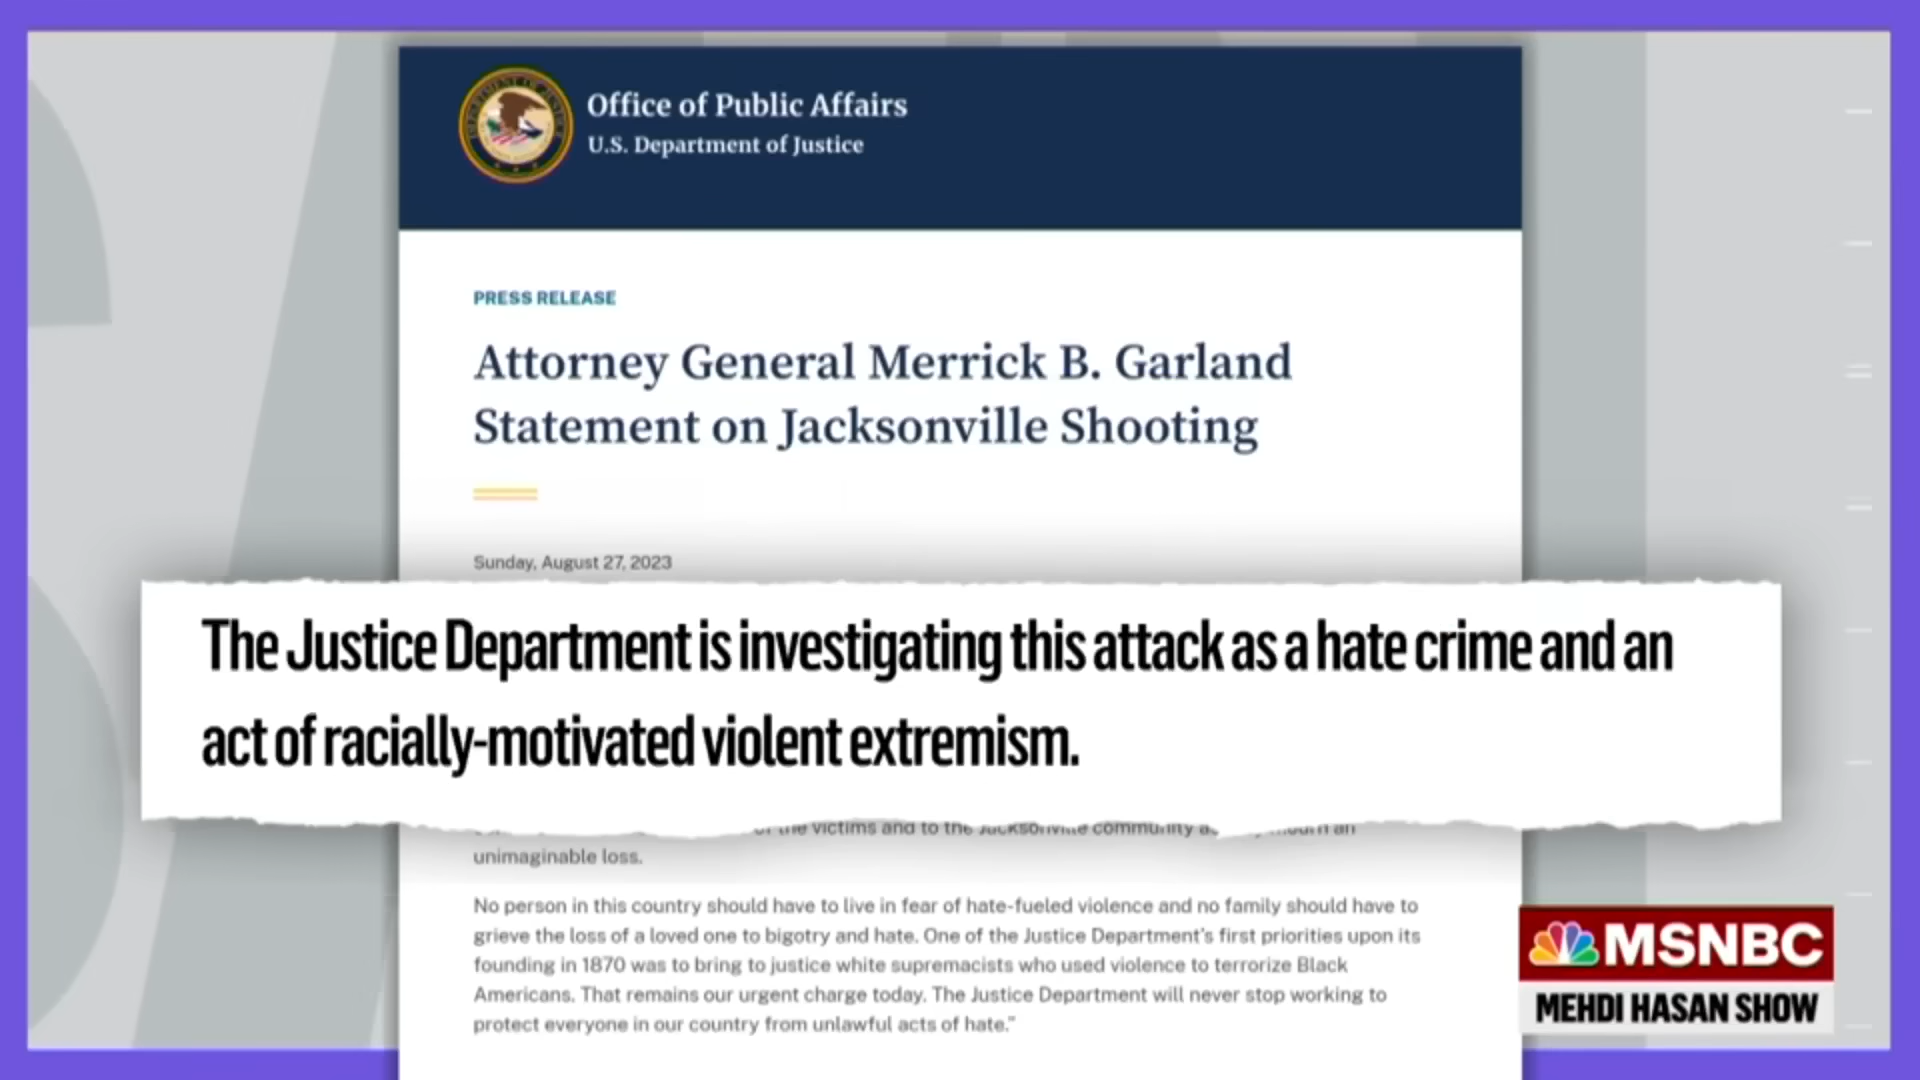 Office of Public Affairs
U.S. Department of Justice
PRESS RELEASE
Attorney General Merrick B. Garland
Statement on Jacksonville Shooting
Sunday, August 27, 2023
The Justice Department is investigating this attack as a hate crime and an
act of racially-motivated violent extremism.
the victims and to the Jacksonville community
unimaginable loss.
No person in this country should have to live in fear of hate-fueled violence and no family should have to
grieve the loss of a loved one to bigotry and hate. One of the Justice Department's first priorities upon its
founding in 1870 was to bring to justice white supremacists who used violence to terrorize Black
Americans. That remains our urgent charge today. The Justice Department will never stop working to
protect everyone in our country from unlawful acts of hate."
MSNBC
MEHDI HASAN SHOW